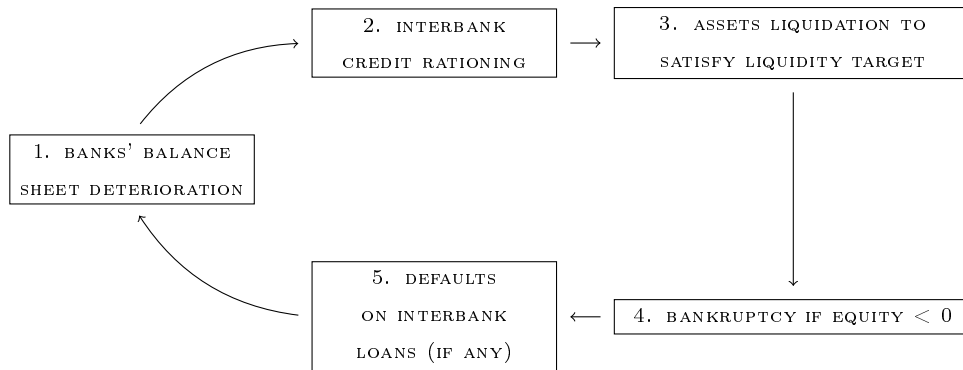 2. INTERBANK
CREDIT RATIONING
3. ASSETS LIQUIDATION TO
SATISFY LIQUIDITY TARGET
1. BANKS' BALANCE
SHEET DETERIORATION
5. DEFAULTS
ON INTERBANK
LOANS (IF ANY)
4. BANKRUPTCY IF EQUITY < 0